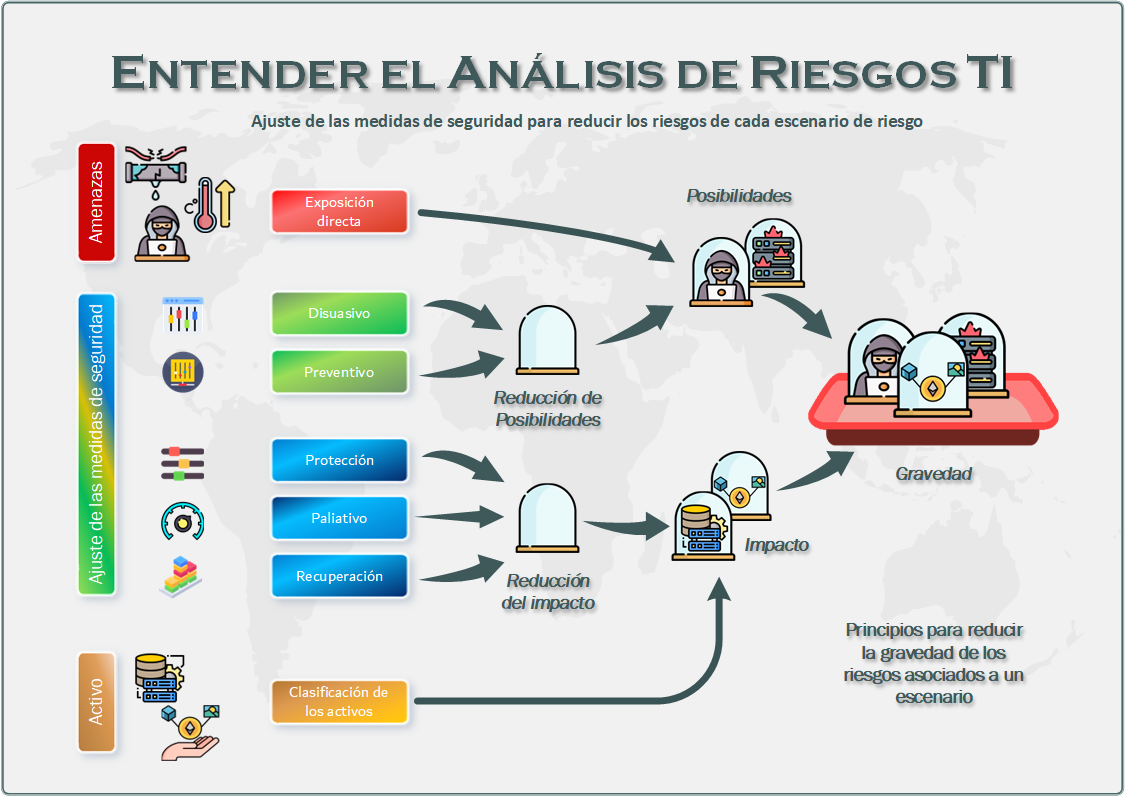 ENTENDER EL ANÁLISIS DE RIESGOS TI
Ajuste de las medidas de seguridad para reducir los riesgos de cada escenario de riesgo
Amenazas
Exposición
directa
Posibilidades
Ajuste de las medidas de seguridad
Disuasivo
Preventivo
Reducción de
Posibilidades
Gravedad
Protección
Paliativo
Recuperación
Reducción
del impacto
Impacto
Principios para reducir
la gravedad de los
riesgos asociados a un
escenario
Activo
Clasificación de
los activos